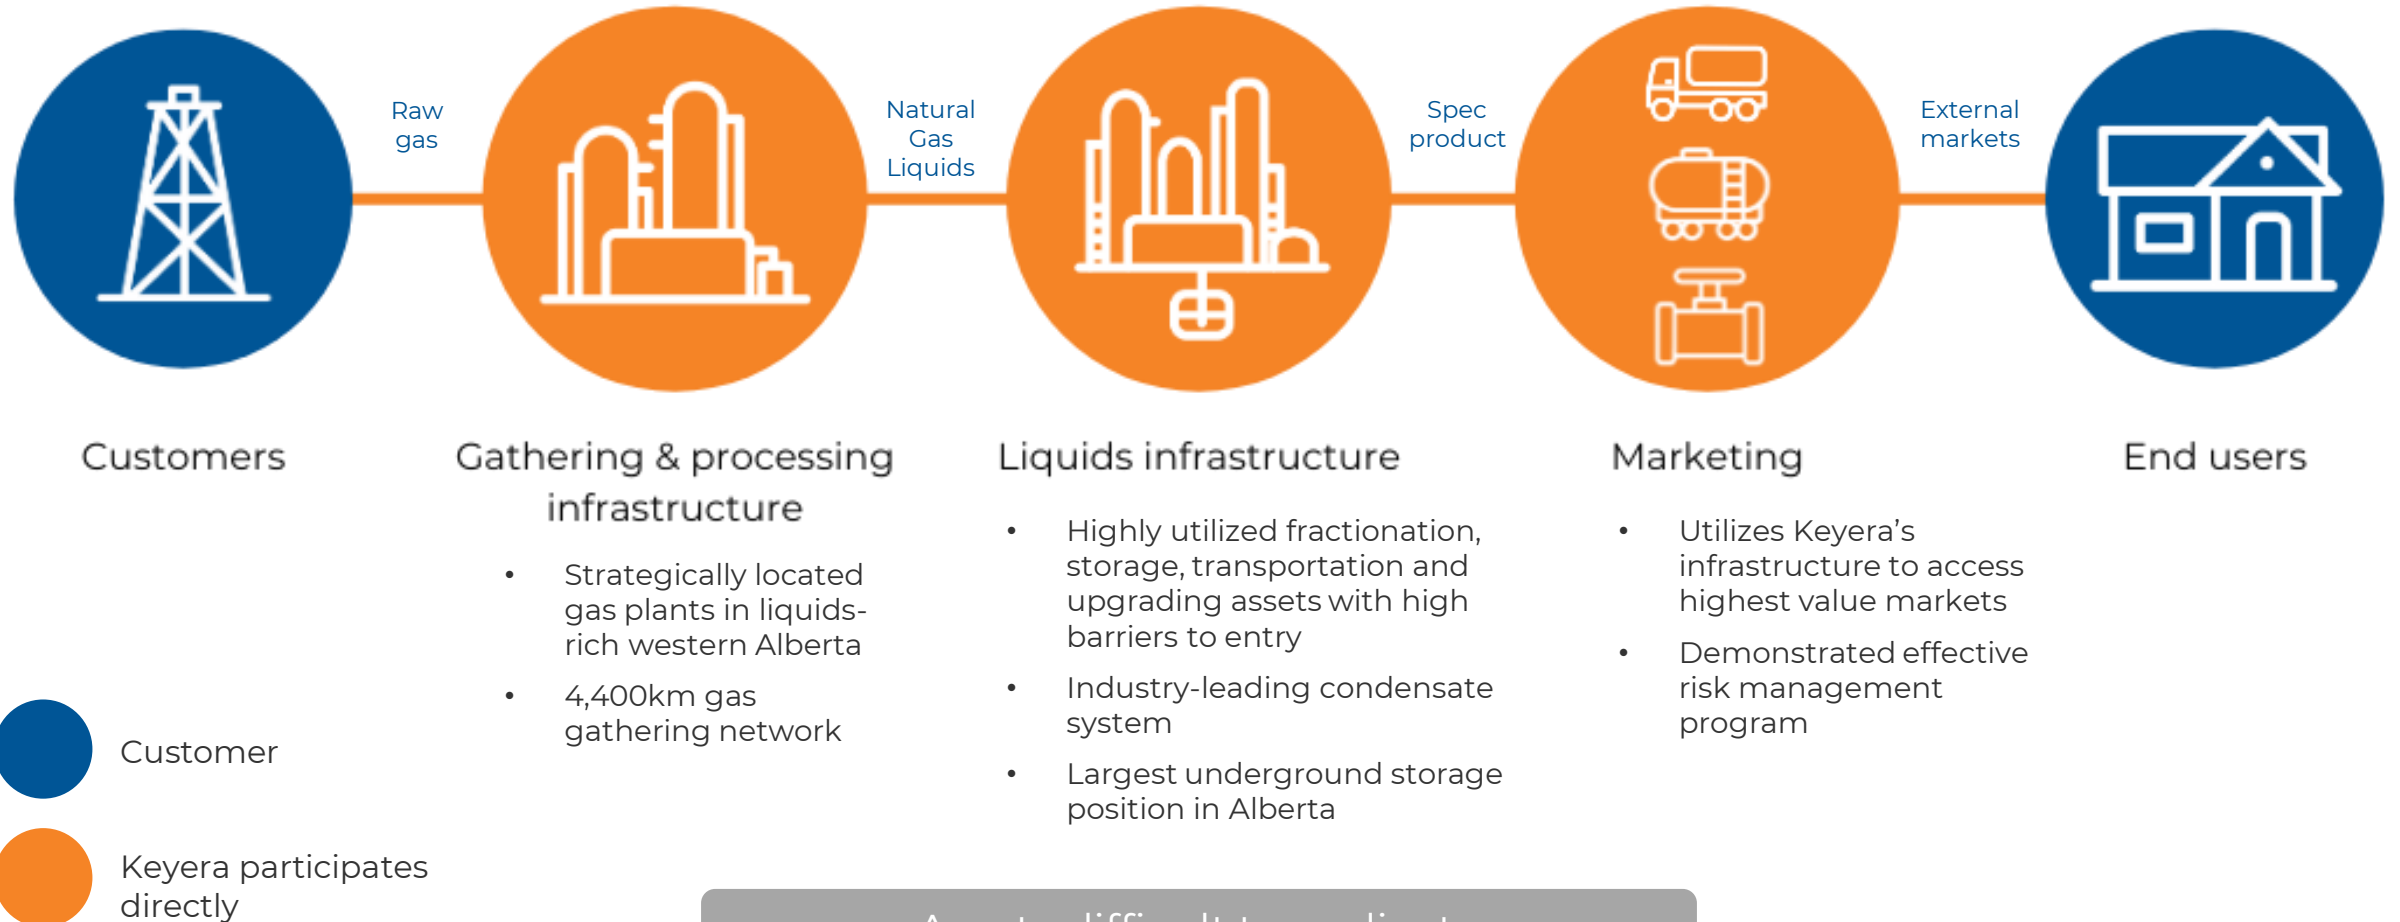 Raw
gas
Natural
Gas
Liquids
Spec
product
External
markets
Customers
Gathering & processing
infrastructure
• Strategically located
gas plants in liquids-
rich western Alberta
• 4,400km gas
gathering network
Liquids infrastructure
• Highly utilized fractionation,
storage, transportation and
upgrading assets with high
barriers to entry
• Industry-leading condensate
system
• Largest underground storage
position in Alberta
Marketing
• Utilizes Keyera’s
infrastructure to access
highest value markets
• Demonstrated effective
risk management
program
End users
Customer
Keyera participates
directly